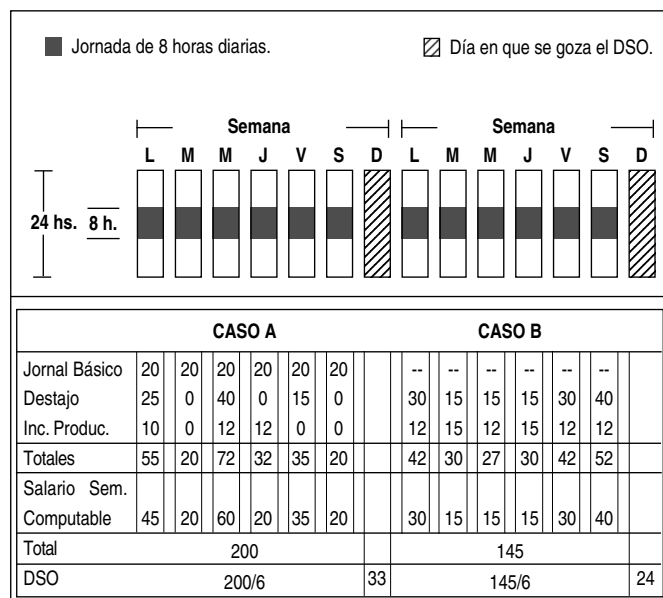 Jornada de 8 horas diarias. Día en que se goza el DSO.
Semana Semana
L M M J V S D L M M J V S D
24 hs. 8 h.
CASO A CASO B
Jornal Básico 20 20 20 20 20 20 -- -- -- -- -- --
Destajo 25 0 40 0 15 0 30 15 15 15 30 40
Inc. Produc. 10 0 12 12 0 0 12 15 12 15 12 12
Totales 55 20 72 32 35 20 42 30 27 30 42 52
Salario Sem.
Computable 45 20 60 20 35 20 30 15 15 15 30 40
Total 200 145
DSO 200/6 33 145/6 24